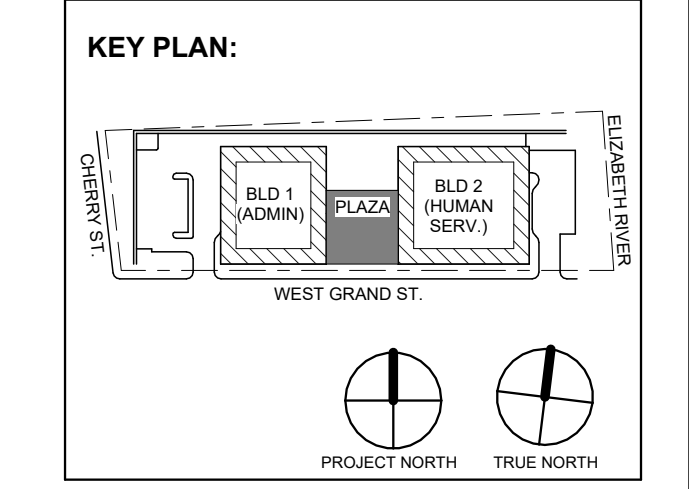 KEY PLAN:
CHERRY ST.
BLD 1
(ADMIN)
PLAZA
BLD 2
(HUMAN
SERV.)
ELIZABETH RIVER
WEST GRAND ST.
PROJECT NORTH
TRUE NORTH